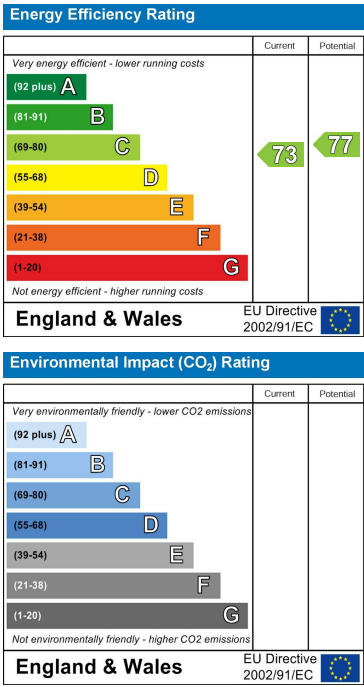 Energy Efficiency Rating
Current Potential
Very energy efficient - lower running costs
(92 plus) A
(81-91) B
(69-80) C
73 77
(55-68) D
(39-54) E
(21-38) F
(1-20) G
Not energy efficient - higher running costs
England & Wales
EU Directive
2002/91/EC
Environmental Impact (CO₂) Rating
Current Potential
Very environmentally friendly - lower CO2 emissions
(92 plus) A
(81-91) B
(69-80) C
(55-68) D
(39-54) E
(21-38) F
(1-20) G
Not environmentally friendly - higher CO2 emissions
England & Wales
EU Directive
2002/91/EC